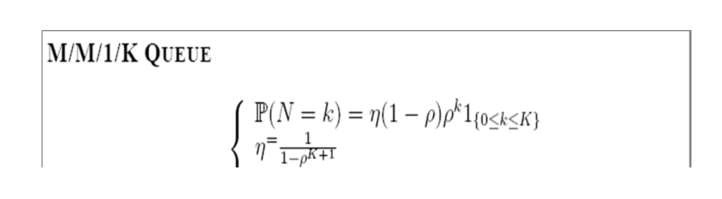 M/M/1/K QUEUE
ℙ(N = k) = η(1 − ρ)ρ^k 1_{0≤k≤K}
η = 1/(1−ρ^{K+1})